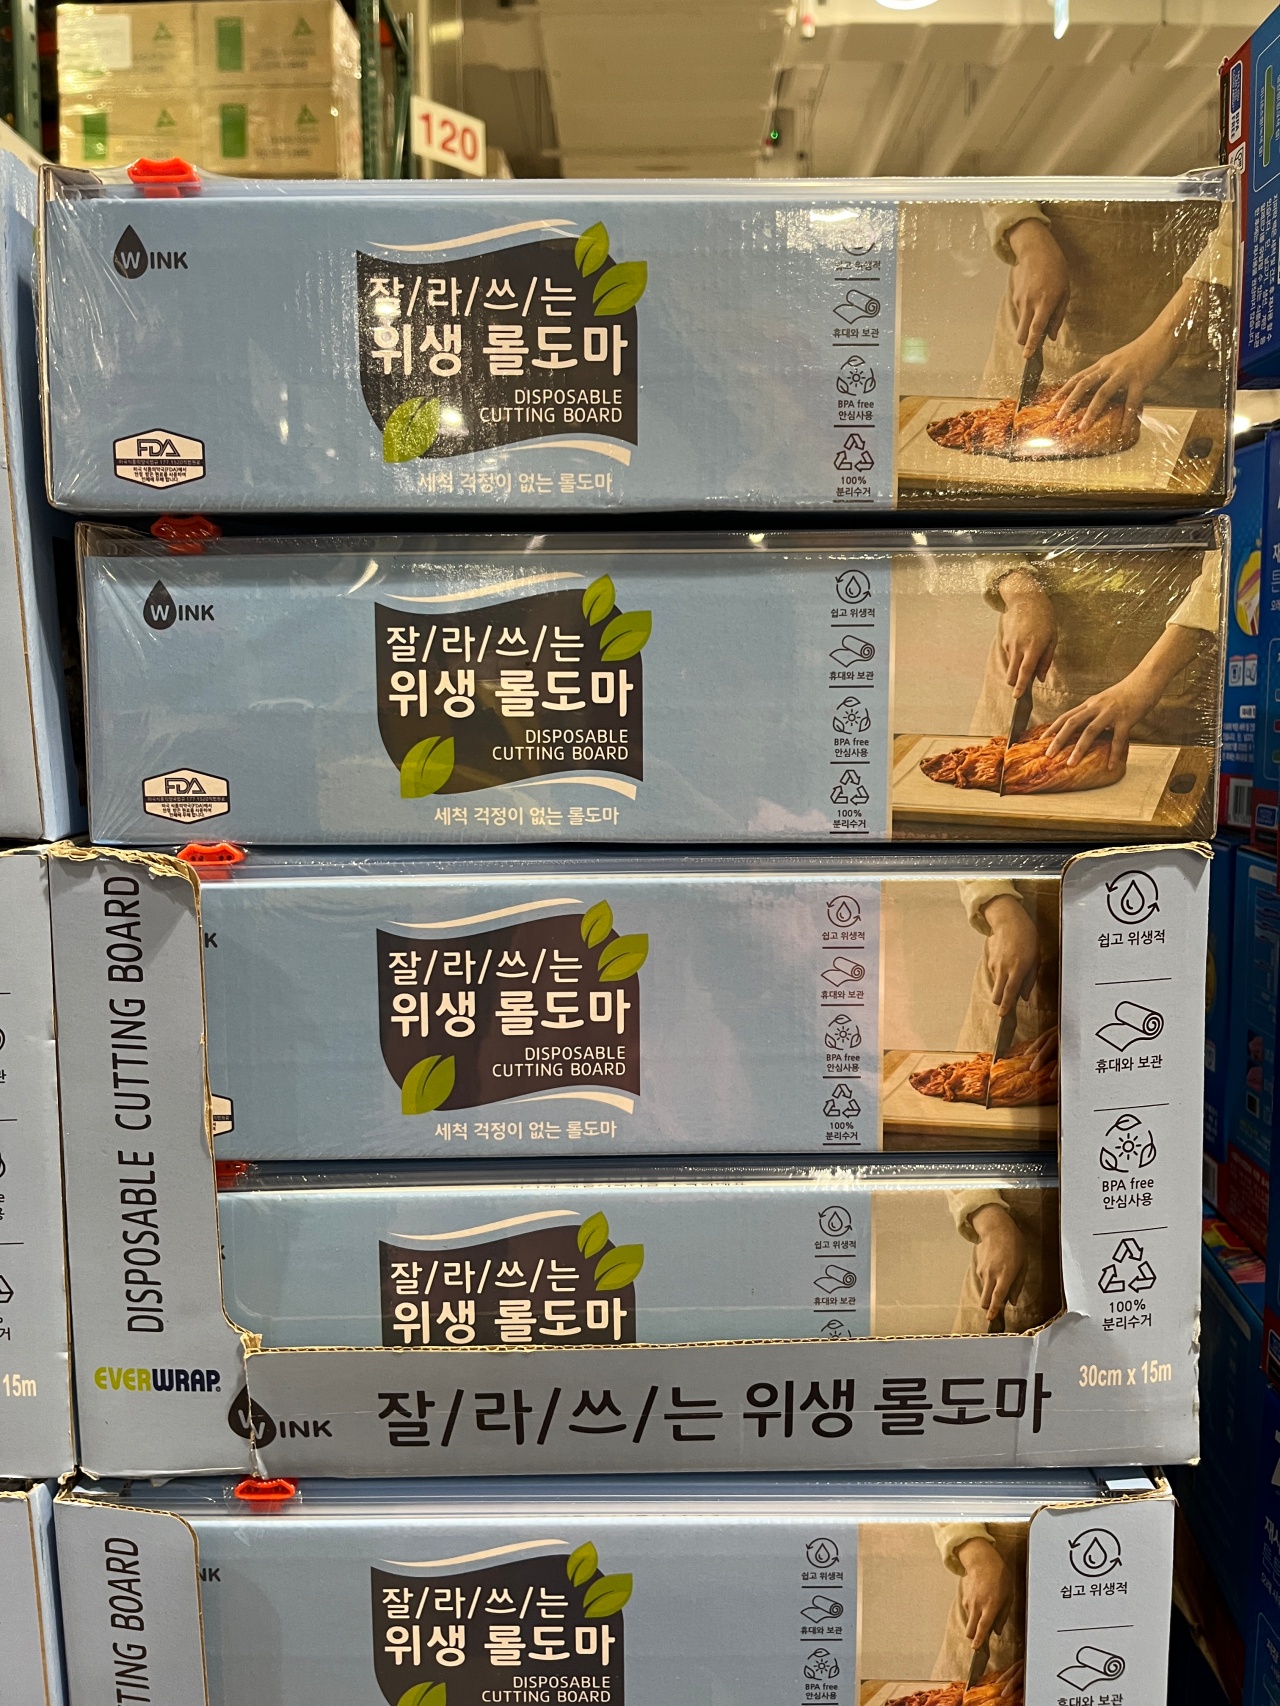 120
WINK
잘/라/쓰/는
위생 롤도마
DISPOSABLE
CUTTING BOARD
세척 걱정이 없는 롤도마
FDA
쉽고 위생적
휴대와 보관
BPA free
안심사용
100%
분리수거
WINK
잘/라/쓰/는
위생 롤도마
DISPOSABLE
CUTTING BOARD
세척 걱정이 없는 롤도마
FDA
쉽고 위생적
휴대와 보관
BPA free
안심사용
100%
분리수거
DISPOSABLE CUTTING BOARD
K
잘/라/쓰/는
위생 롤도마
DISPOSABLE
CUTTING BOARD
세척 걱정이 없는 롤도마
쉽고 위생적
휴대와 보관
BPA free
안심사용
100%
분리수거
쉽고 위생적
휴대와 보관
BPA free
안심사용
100%
분리수거
잘/라/쓰/는
위생 롤도마
쉽고 위생적
휴대와 보관
15m
EVERWRAP
WINK
잘/라/쓰/는 위생 롤도마
30cm x 15m
TING BOARD
NK
잘/라/쓰/는
위생 롤도마
DISPOSABLE
CUTTING BOARD
쉽고 위생적
휴대와 보관
BPA free
안심사용
쉽고 위생적
휴대와 보관